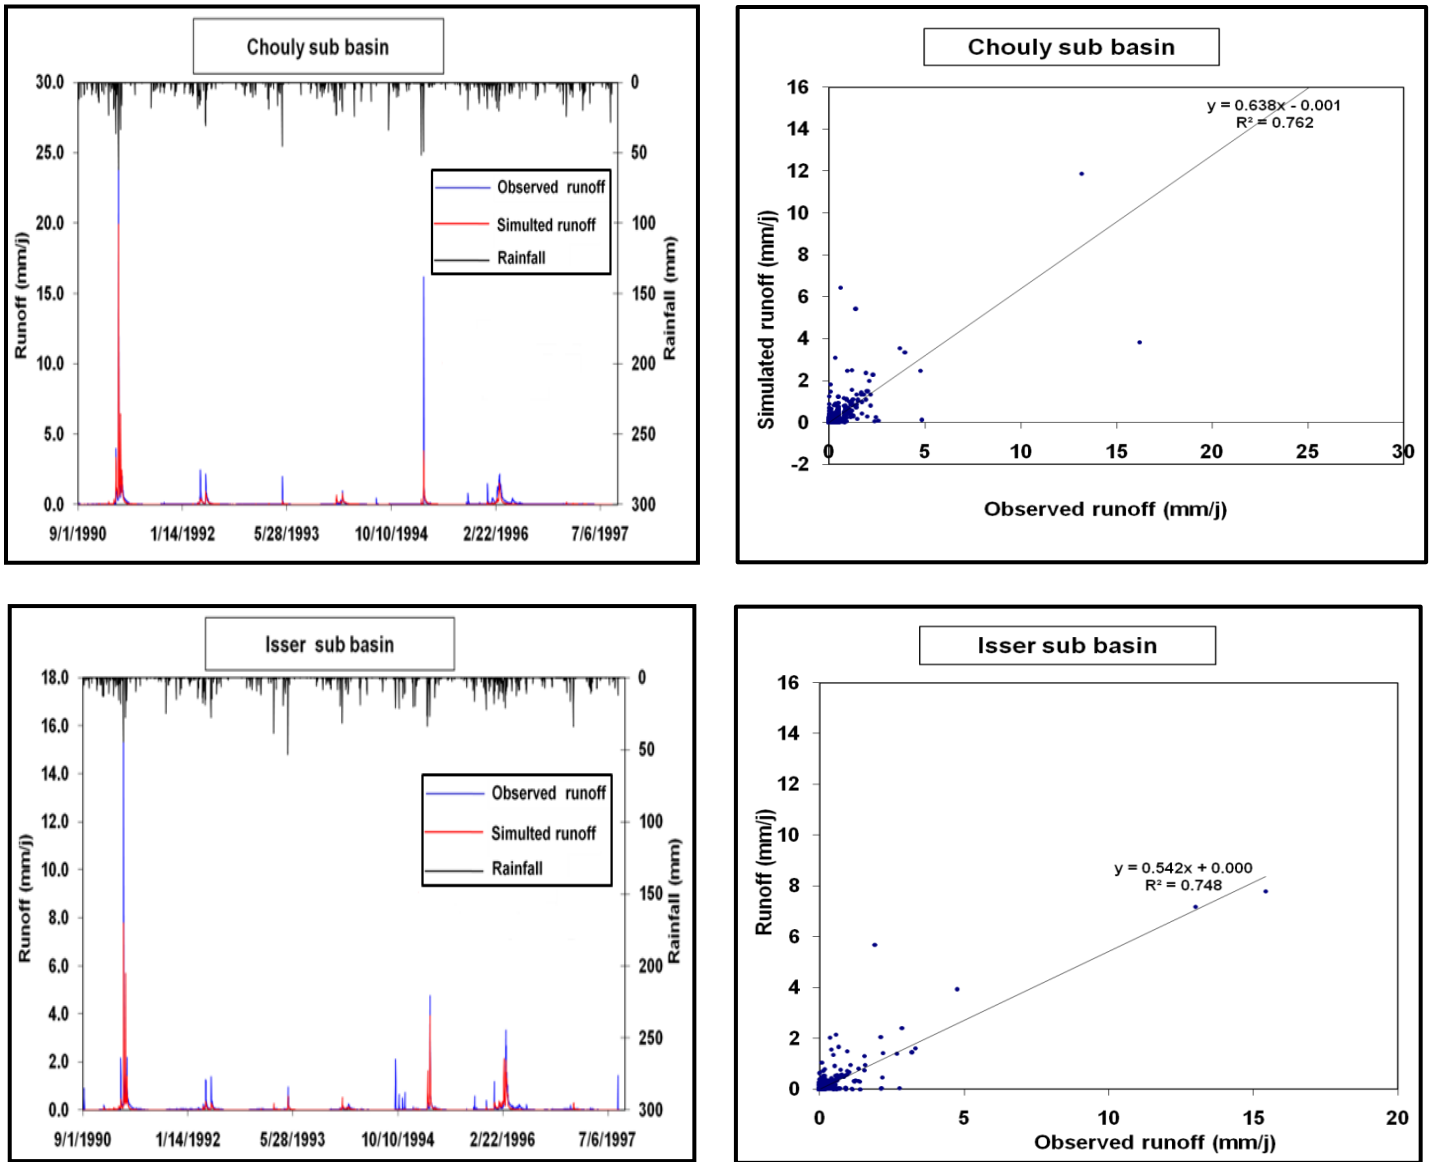 Chouly sub basin
30.0
25.0
20.0
15.0
10.0
5.0
0.0
0
50
100
150
200
250
300
Runoff (mm/j)
Rainfall (mm)
Observed runoff
Simulted runoff
Rainfall
9/1/1990 1/14/1992 5/28/1993 10/10/1994 2/22/1996 7/6/1997
Chouly sub basin
16
14
12
10
8
6
4
2
0
-2
Simulated runoff (mm/j)
y = 0.638x - 0.001
R² = 0.762
0 5 10 15 20 25 30
Observed runoff (mm/j)
Isser sub basin
18.0
16.0
14.0
12.0
10.0
8.0
6.0
4.0
2.0
0.0
0
50
100
150
200
250
300
Runoff (mm/j)
Rainfall (mm)
Observed runoff
Simulted runoff
Rainfall
9/1/1990 1/14/1992 5/28/1993 10/10/1994 2/22/1996 7/6/1997
Isser sub basin
16
14
12
10
8
6
4
2
0
Runoff (mm/j)
y = 0.542x + 0.000
R² = 0.748
0 5 10 15 20
Observed runoff (mm/j)